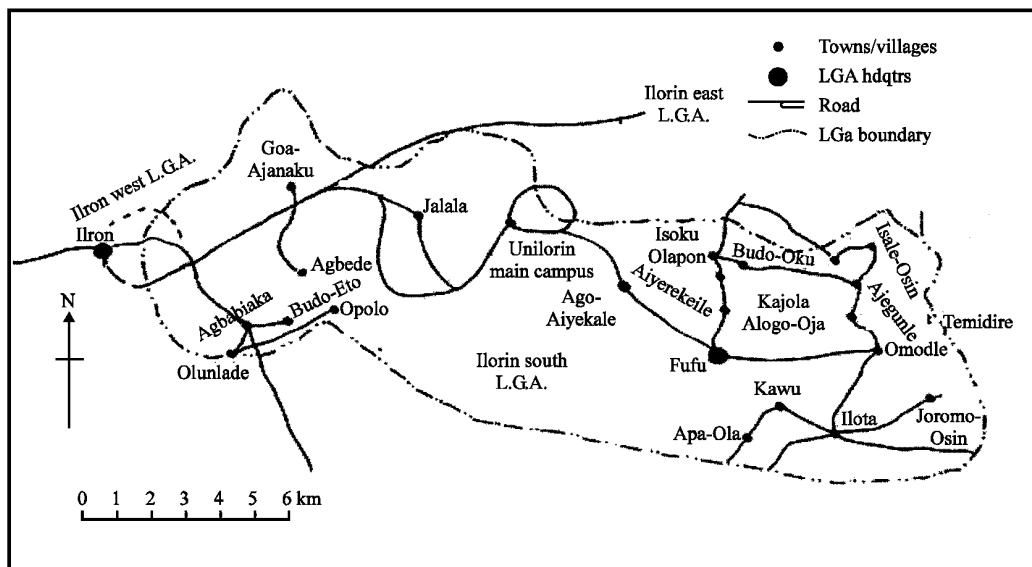 Towns/villages
LGA hdqtrs
Road
LGa boundary
Ilorin east
L.G.A.
Ilron west L.G.A.
Goa-
Ajanaku
Ilron
Jalala
Unilorin
main campus
Isoku
Olapon
Budo-Oku
Isale-Osin
Agbede
Agbabiaka
Budo-Eto
Opolo
Aiyerekeile
Ago-
Aiyekale
Kajola
Alogo-Oja
Ajegunle
Temidire
N
Olunlade
Ilorin south
L.G.A.
Fufu
Omodle
Kawu
Apa-Ola
Ilota
Joromo-
Osin
0 1 2 3 4 5 6 km